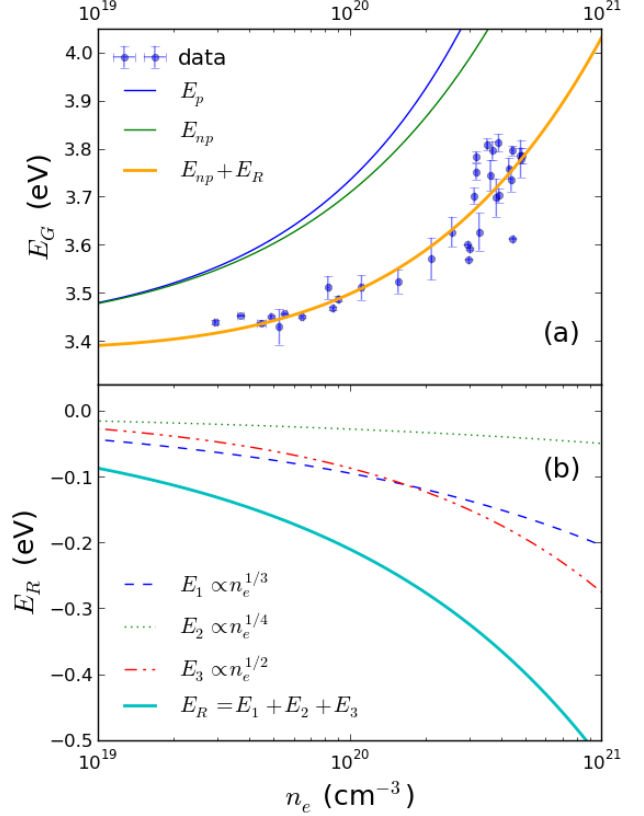 10^19 10^20 10^21
4.0
3.9
3.8
3.7
3.6
3.5
3.4
E_G (eV)
data
E_p
E_np
E_np + E_R
(a)
0.0
−0.1
−0.2
−0.3
−0.4
−0.5
E_R (eV)
(b)
E_1 ∝ n_e^{1/3}
E_2 ∝ n_e^{1/4}
E_3 ∝ n_e^{1/2}
E_R = E_1 + E_2 + E_3
10^19 10^20 10^21
n_e (cm^−3)